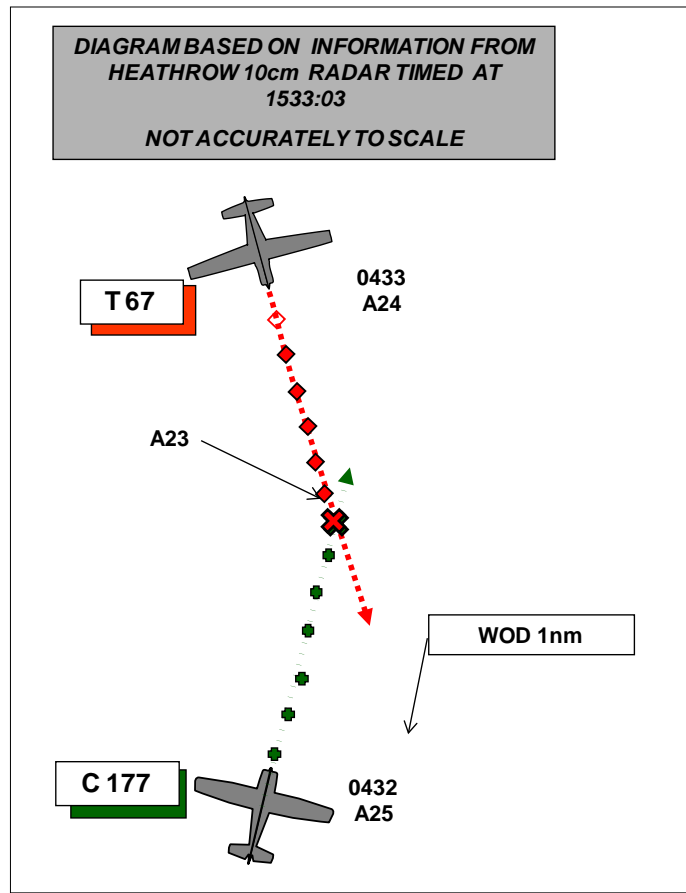 DIAGRAM BASED ON INFORMATION FROM
HEATHROW 10cm RADAR TIMED AT
1533:03
NOT ACCURATELY TO SCALE
T 67
0433
A24
A23
WOD 1nm
C 177
0432
A25